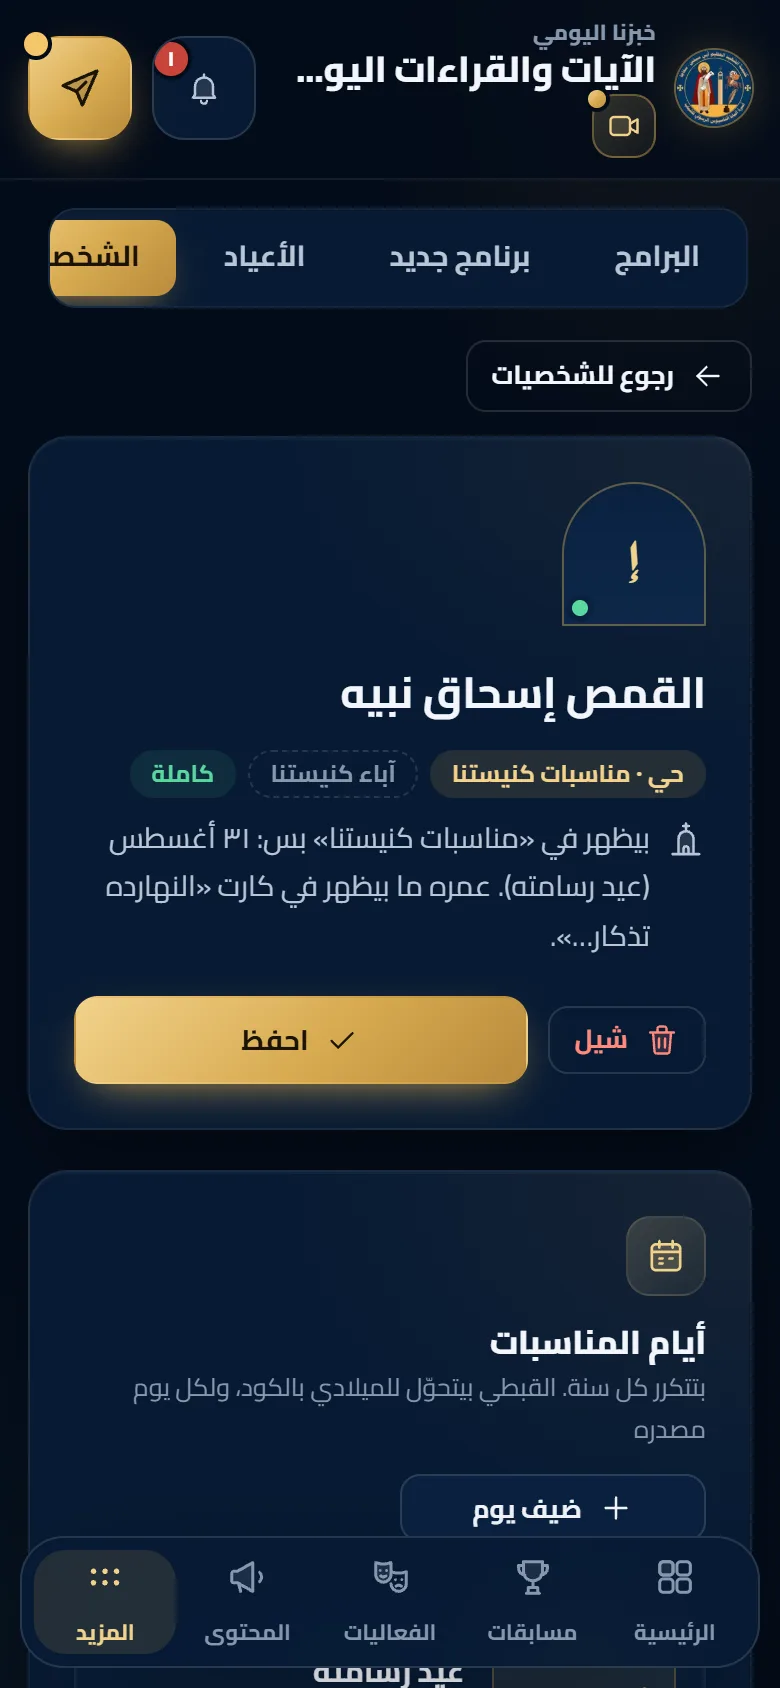 خبزنا اليومي
الآيات والقراءات اليو...
١
البرامج
برنامج جديد
الأعياد
الشخص
رجوع للشخصيات
إ
القمص إسحاق نبيه
حي · مناسبات كنيستنا
آباء كنيستنا
كاملة
بيظهر في «مناسبات كنيستنا» بس: ٣١ أغسطس
(عيد رسامته). عمره ما بيظهر في كارت «النهارده
تذكار...».
شيل
احفظ
أيام المناسبات
بتتكرر كل سنة. القبطي بيتحوّل للميلادي بالكود، ولكل يوم
مصدره
ضيف يوم
الرئيسية
مسابقات
الفعاليات
المحتوى
المزيد
عيد رسامته